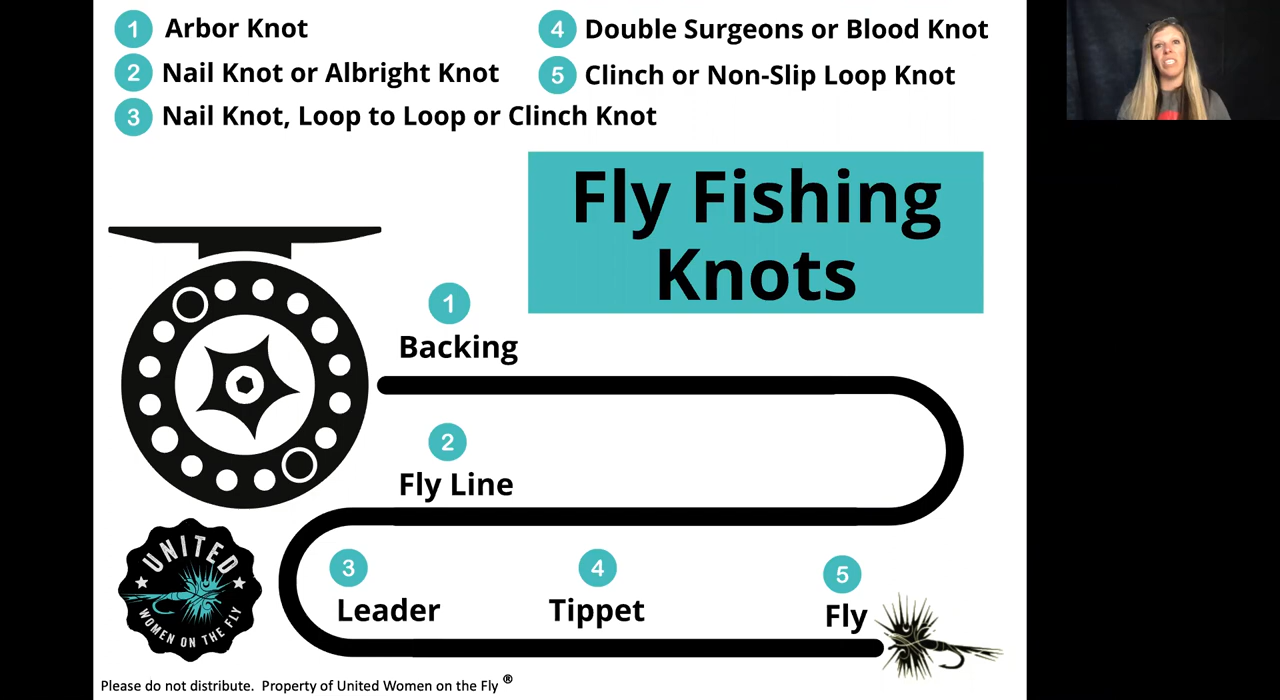 1 Arbor Knot
2 Nail Knot or Albright Knot
3 Nail Knot, Loop to Loop or Clinch Knot
4 Double Surgeons or Blood Knot
5 Clinch or Non-Slip Loop Knot
Fly Fishing
Knots
1
Backing
2
Fly Line
3
Leader
4
Tippet
5
Fly
UNITED
WOMEN ON THE FLY
Please do not distribute. Property of United Women on the Fly ®